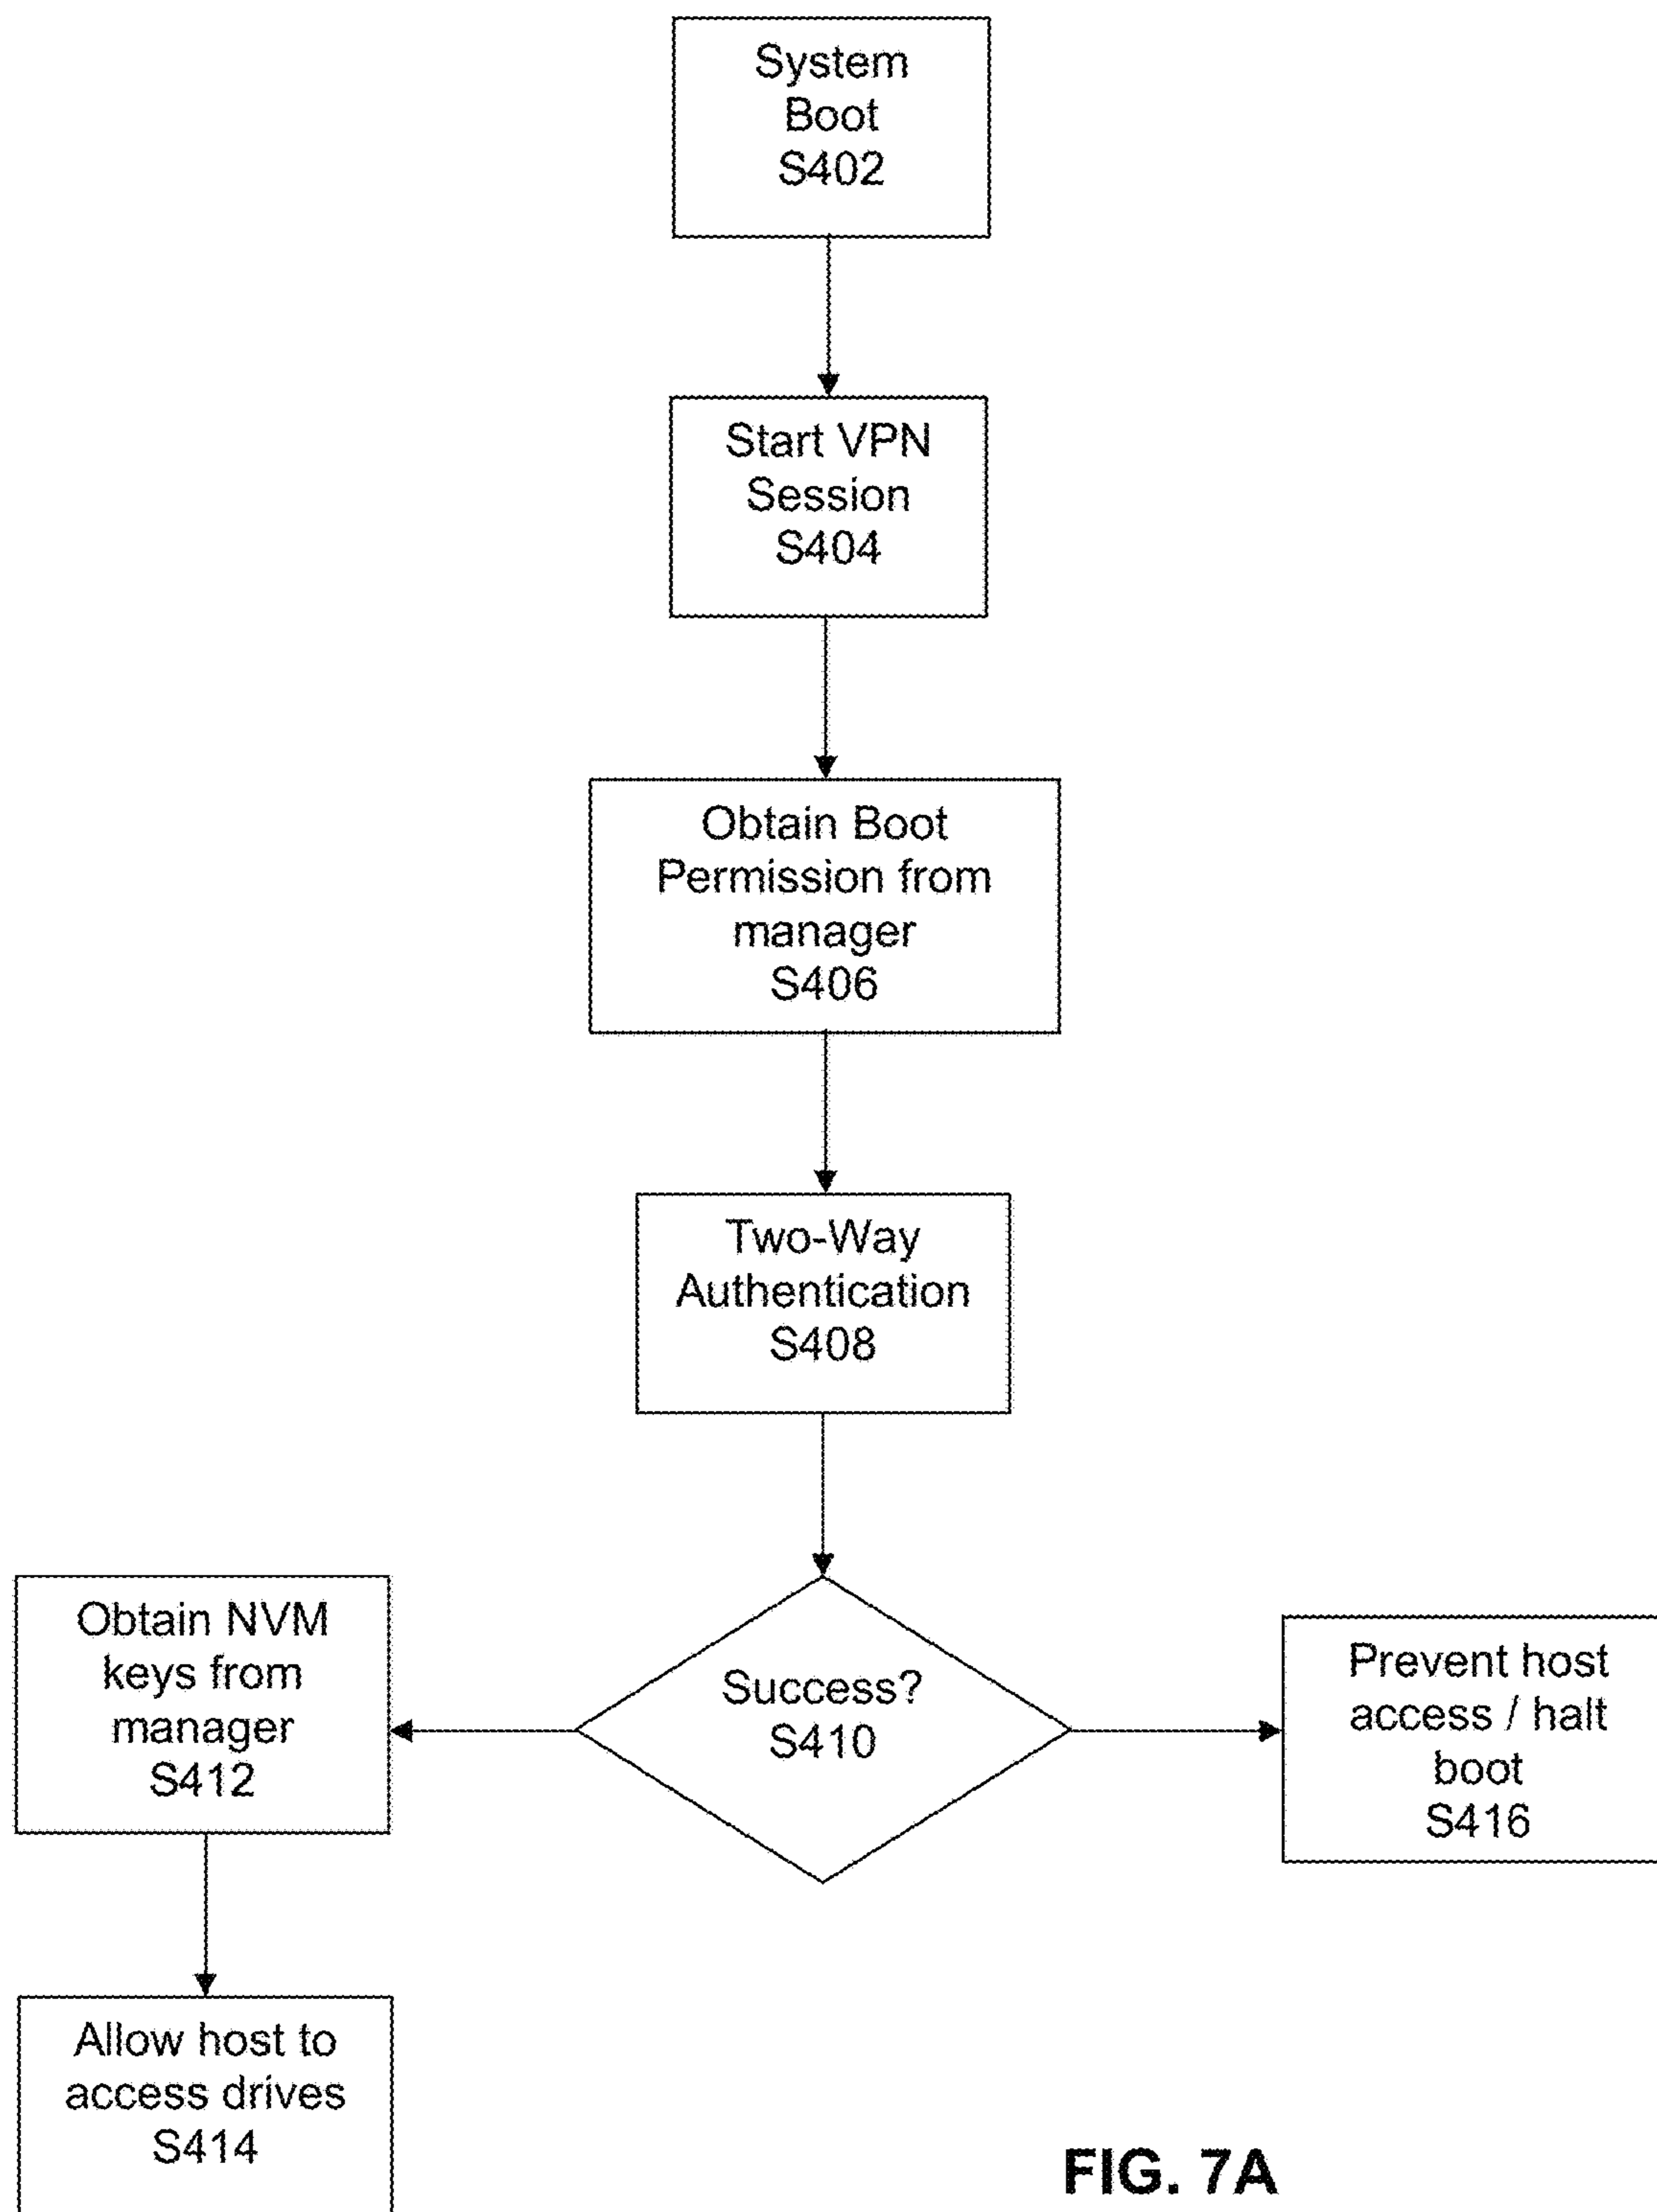 System
Boot
S402
Start VPN
Session
S404
Obtain Boot
Permission from
manager
S406
Two-Way
Authentication
S408
Success?
S410
Obtain NVM
keys from
manager
S412
Prevent host
access / halt
boot
S416
Allow host to
access drives
S414
FIG. 7A